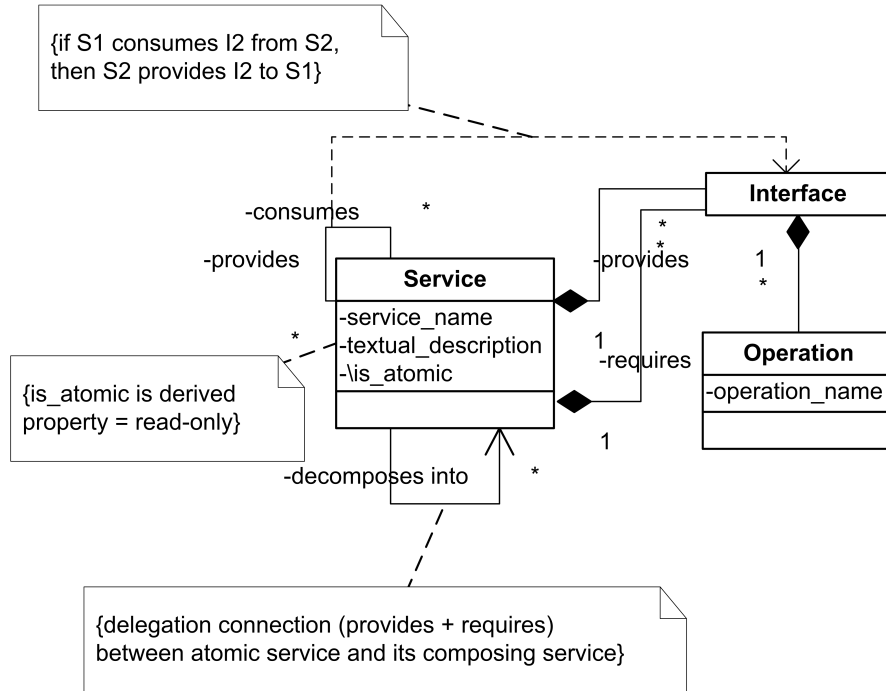 {if S1 consumes I2 from S2,
then S2 provides I2 to S1}
Interface
-consumes
*
*
*
-provides
-provides
1
*
Service
-service_name
-textual_description
-\is_atomic
*
1
-requires
1
Operation
-operation_name
{is_atomic is derived
property = read-only}
-decomposes into
*
{delegation connection (provides + requires)
between atomic service and its composing service}